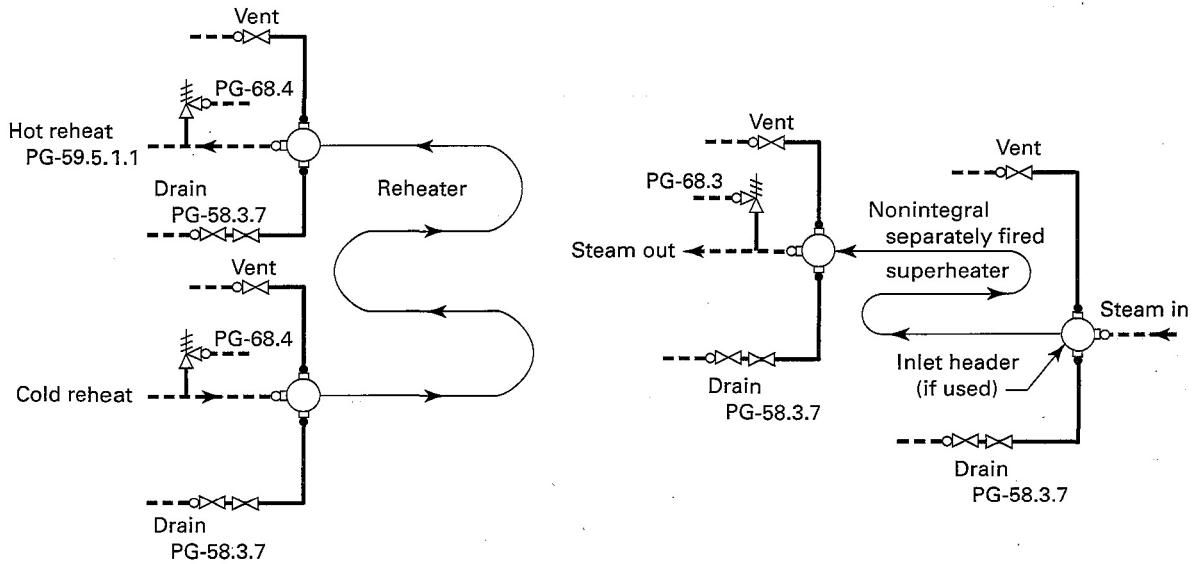 Vent
PG-68.4
Hot reheat
PG-59.5.1.1
Drain
PG-58.3.7
Reheater
Vent
PG-68.4
Cold reheat
Drain
PG-58.3.7
Vent
PG-68.3
Steam out
Drain
PG-58.3.7
Nonintegral
separately fired
superheater
Vent
Steam in
Inlet header
(if used)
Drain
PG-58.3.7